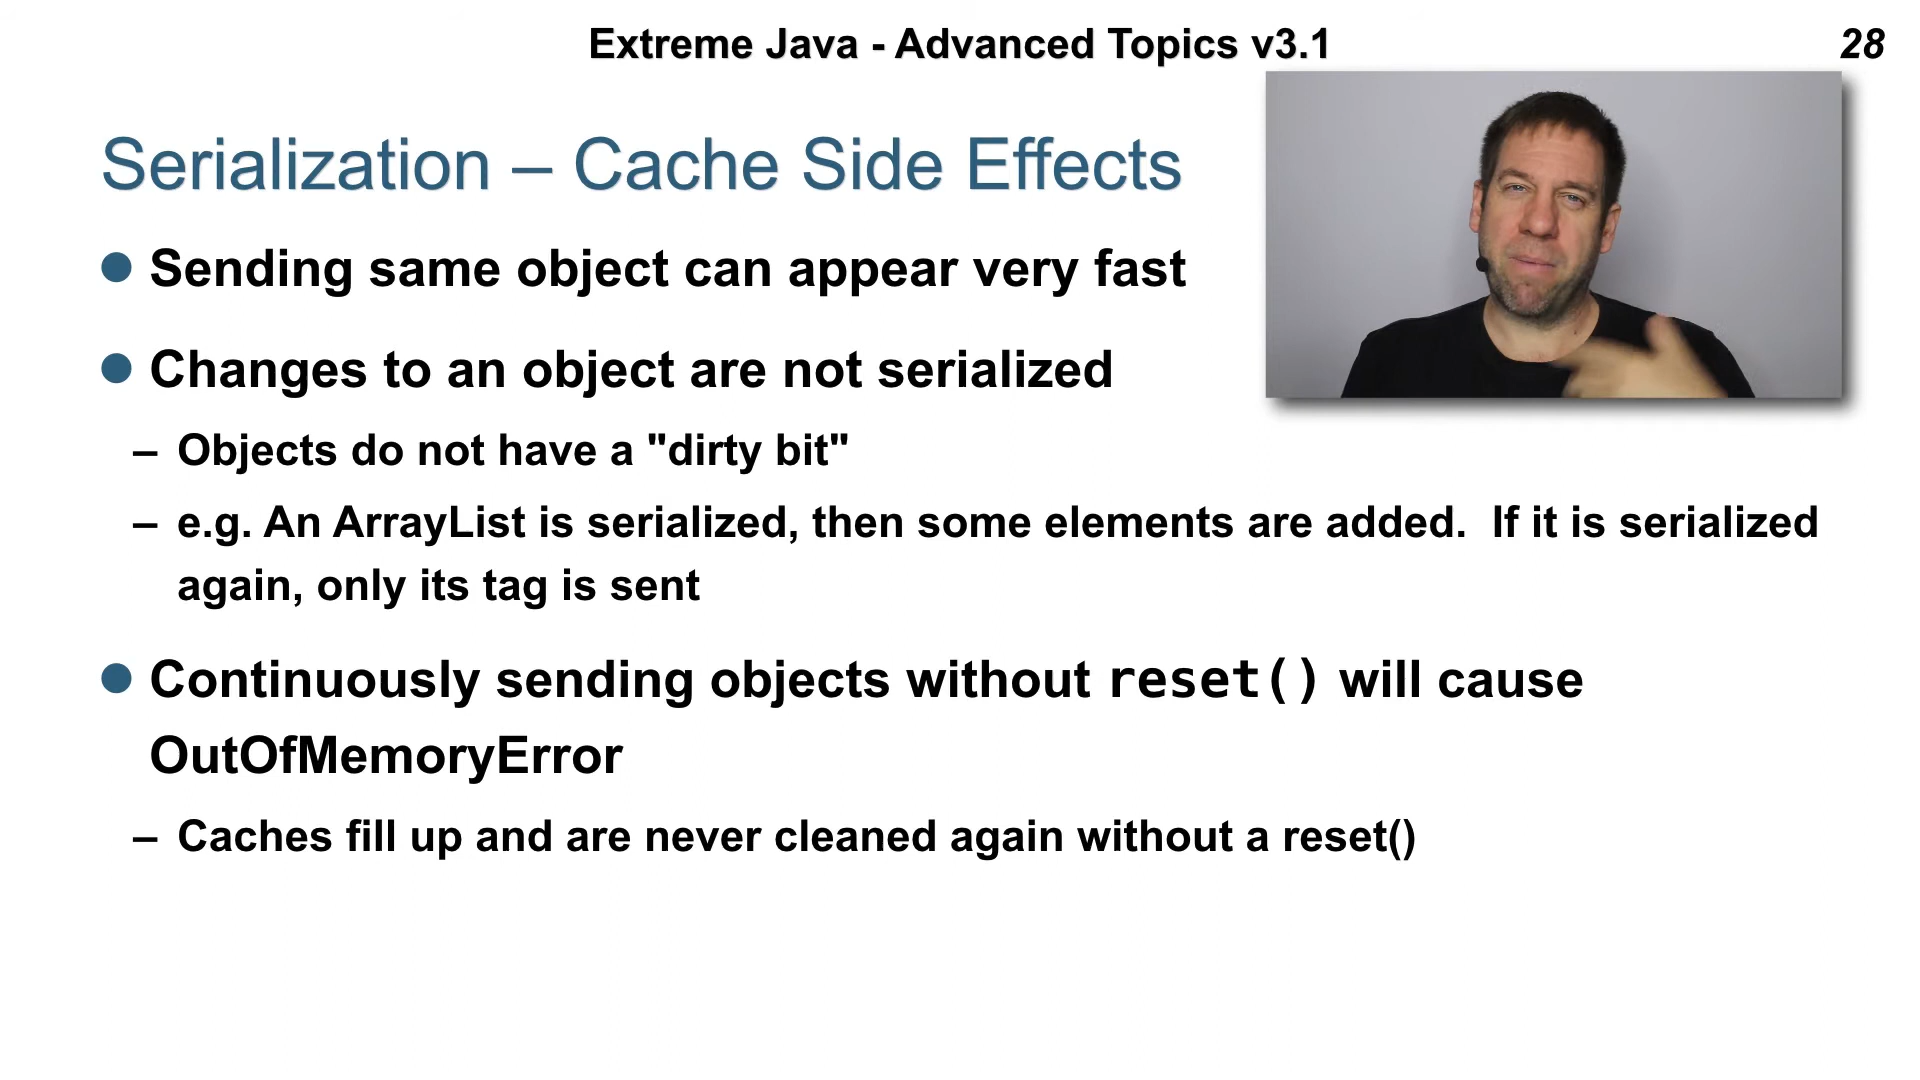 Extreme Java - Advanced Topics v3.1
28
Serialization – Cache Side Effects
Sending same object can appear very fast
Changes to an object are not serialized
– Objects do not have a "dirty bit"
– e.g. An ArrayList is serialized, then some elements are added.  If it is serialized
again, only its tag is sent
Continuously sending objects without reset() will cause
OutOfMemoryError
– Caches fill up and are never cleaned again without a reset()